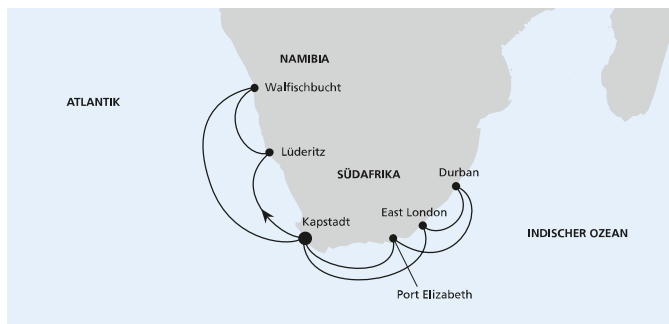 NAMIBIA
Walfischbucht
ATLANTIK
Lüderitz
SÜDAFRIKA
Durban
East London
Kapstadt
INDISCHER OZEAN
Port Elizabeth